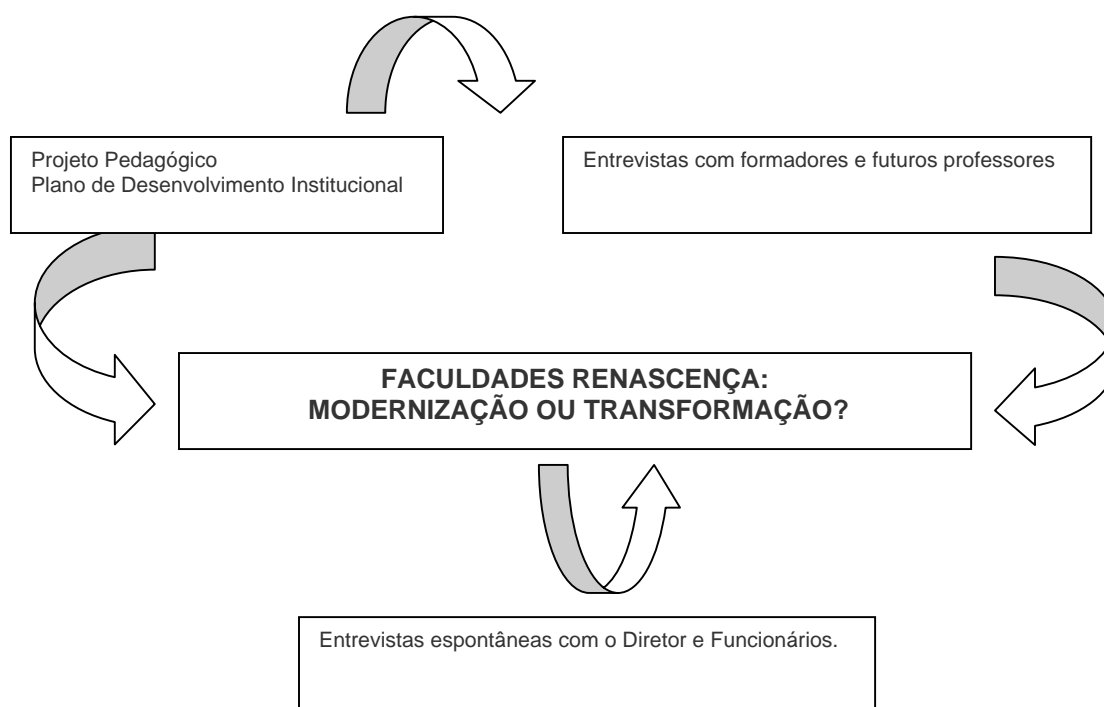 Projeto Pedagógico
Plano de Desenvolvimento Institucional
Entrevistas com formadores e futuros professores
FACULDADES RENASCENÇA:
MODERNIZAÇÃO OU TRANSFORMAÇÃO?
Entrevistas espontâneas com o Diretor e Funcionários.